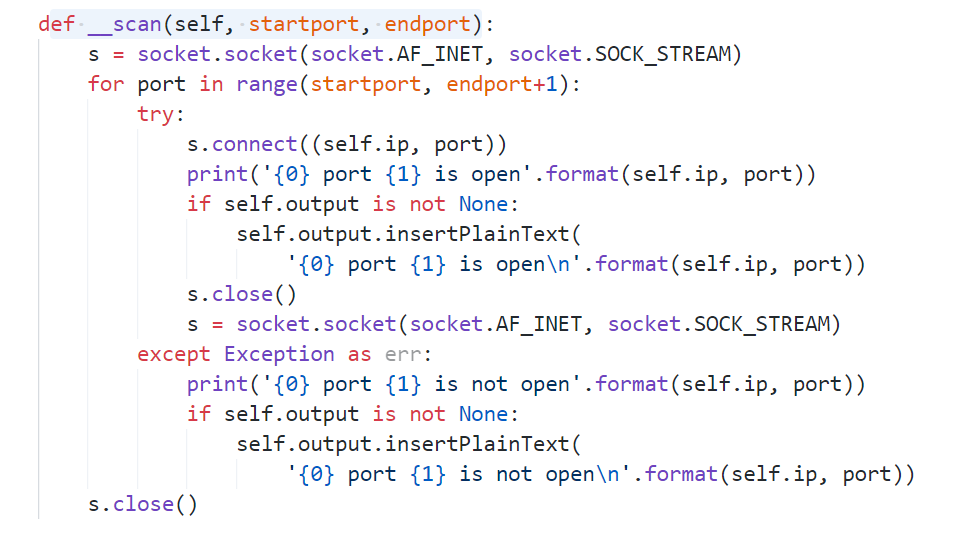 def __scan(self, startport, endport):
    s = socket.socket(socket.AF_INET, socket.SOCK_STREAM)
    for port in range(startport, endport+1):
        try:
            s.connect((self.ip, port))
            print('{0} port {1} is open'.format(self.ip, port))
            if self.output is not None:
                self.output.insertPlainText(
                    '{0} port {1} is open\n'.format(self.ip, port))
            s.close()
            s = socket.socket(socket.AF_INET, socket.SOCK_STREAM)
        except Exception as err:
            print('{0} port {1} is not open'.format(self.ip, port))
            if self.output is not None:
                self.output.insertPlainText(
                    '{0} port {1} is not open\n'.format(self.ip, port))
    s.close()